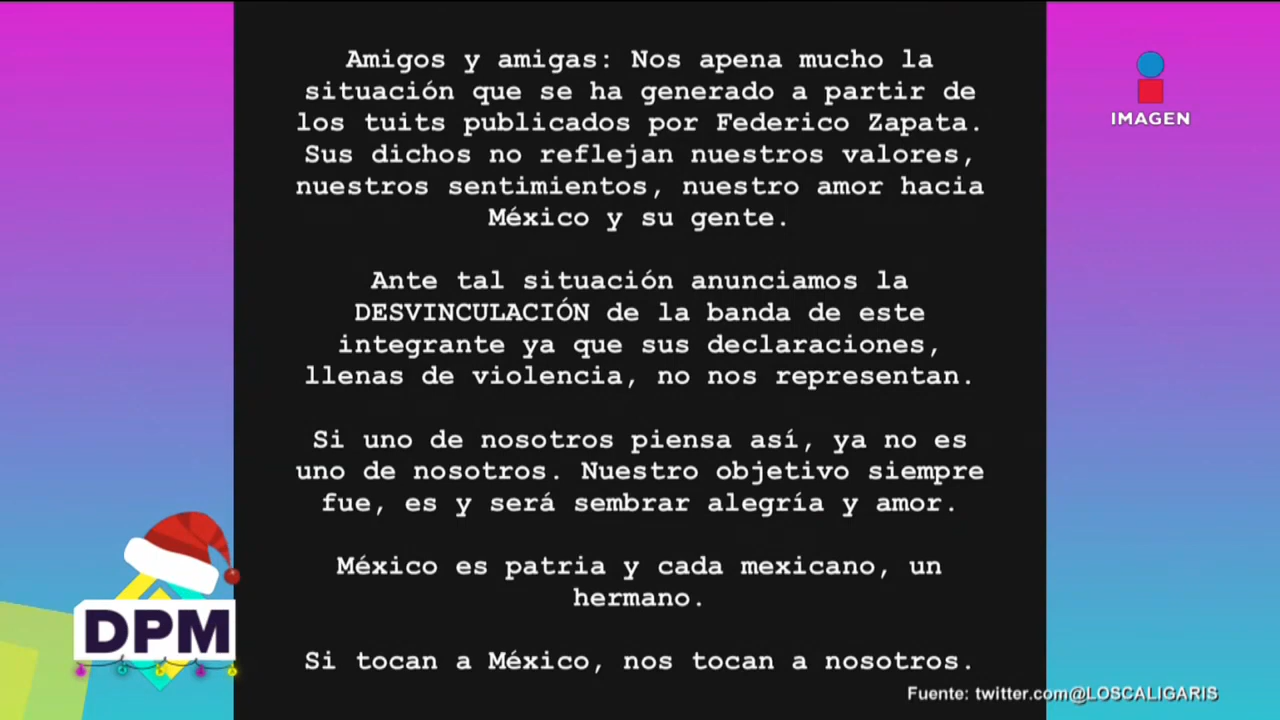 Amigos y amigas: Nos apena mucho la
situación que se ha generado a partir de
los tuits publicados por Federico Zapata.
Sus dichos no reflejan nuestros valores,
nuestros sentimientos, nuestro amor hacia
México y su gente.
Ante tal situación anunciamos la
DESVINCULACIÓN de la banda de este
integrante ya que sus declaraciones,
llenas de violencia, no nos representan.
Si uno de nosotros piensa así, ya no es
uno de nosotros. Nuestro objetivo siempre
fue, es y será sembrar alegría y amor.
México es patria y cada mexicano, un
hermano.
Si tocan a México, nos tocan a nosotros.
IMAGEN
DPM
Fuente: twitter.com@LOSCALIGARIS